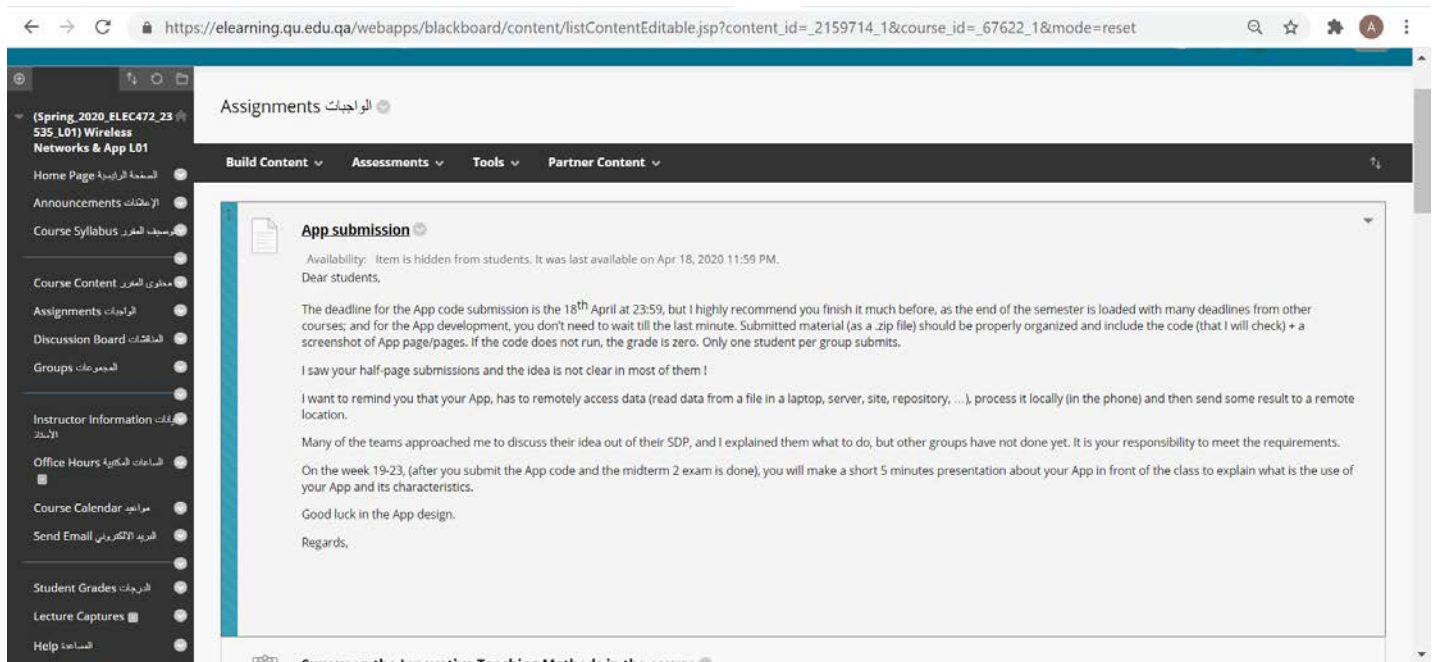 https://elearning.qu.edu.qa/webapps/blackboard/content/listContentEditable.jsp?content_id=_2159714_1&course_id=_67622_1&mode=reset
A
(Spring_2020_ELEC472_23
535_L01) Wireless
Networks & App L01
Home Page الصفحة الرئيسية
Announcements الإعلانات
Course Syllabus توصيف المقرر
Course Content محتوى المقرر
Assignments الواجبات
Discussion Board المناقشات
Groups المجموعات
Instructor Information بيانات
الأستاذ
Office Hours الساعات المكتبية
Course Calendar مواعيد
Send Email البريد الالكتروني
Student Grades الدرجات
Lecture Captures
Help المساعدة
Assignments الواجبات
Build Content Assessments Tools Partner Content
1
App submission
Availability: Item is hidden from students. It was last available on Apr 18, 2020 11:59 PM.
Dear students,
The deadline for the App code submission is the 18th April at 23:59, but I highly recommend you finish it much before, as the end of the semester is loaded with many deadlines from other
courses; and for the App development, you don't need to wait till the last minute. Submitted material (as a .zip file) should be properly organized and include the code (that I will check) + a
screenshot of App page/pages. If the code does not run, the grade is zero. Only one student per group submits.
I saw your half-page submissions and the idea is not clear in most of them !
I want to remind you that your App, has to remotely access data (read data from a file in a laptop, server, site, repository, ...), process it locally (in the phone) and then send some result to a remote
location.
Many of the teams approached me to discuss their idea out of their SDP, and I explained them what to do, but other groups have not done yet. It is your responsibility to meet the requirements.
On the week 19-23, (after you submit the App code and the midterm 2 exam is done), you will make a short 5 minutes presentation about your App in front of the class to explain what is the use of
your App and its characteristics.
Good luck in the App design.
Regards,